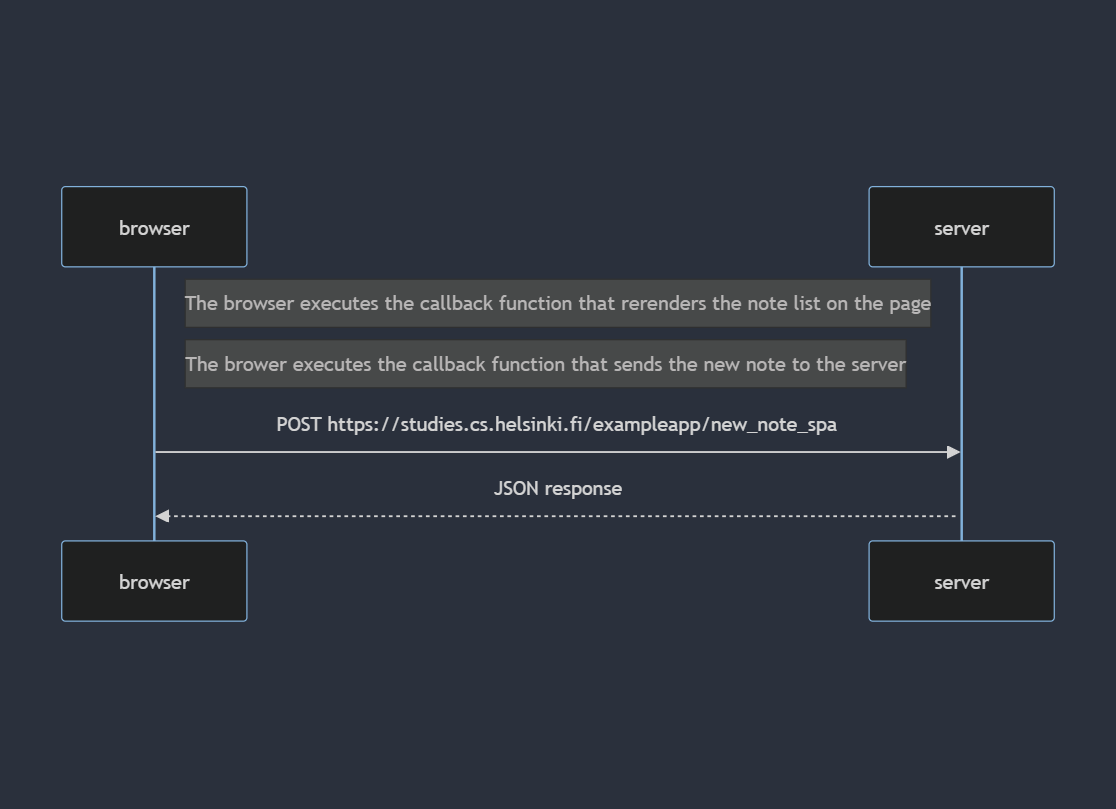 browser
server
The browser executes the callback function that rerenders the note list on the page
The brower executes the callback function that sends the new note to the server
POST https://studies.cs.helsinki.fi/exampleapp/new_note_spa
JSON response
browser
server